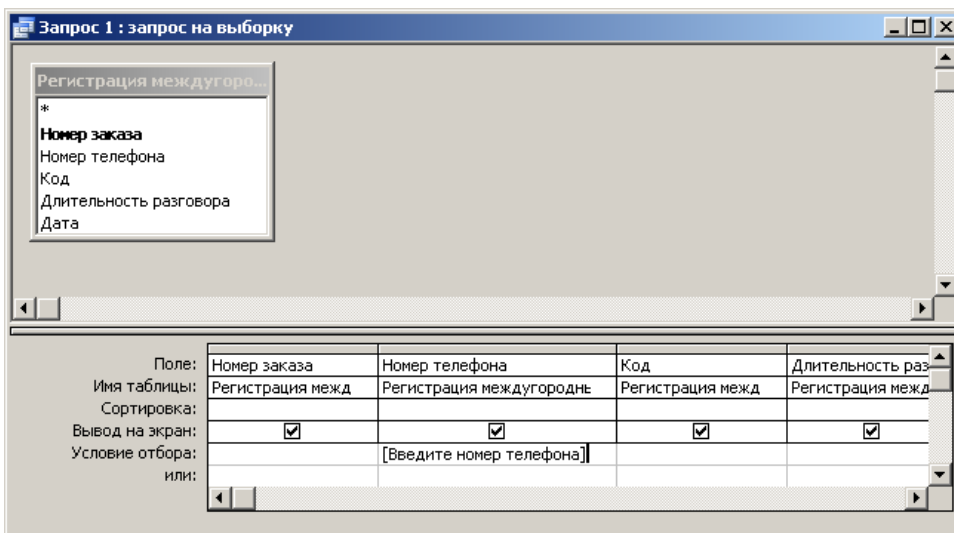 Запрос 1 : запрос на выборку
Регистрация междугоро...
*
Номер заказа
Номер телефона
Код
Длительность разговора
Дата
Поле: Номер заказа Номер телефона Код Длительность раз
Имя таблицы: Регистрация межд Регистрация междугороднь Регистрация межд Регистрация межд
Сортировка:
Вывод на экран:
Условие отбора: [Введите номер телефона]
или: